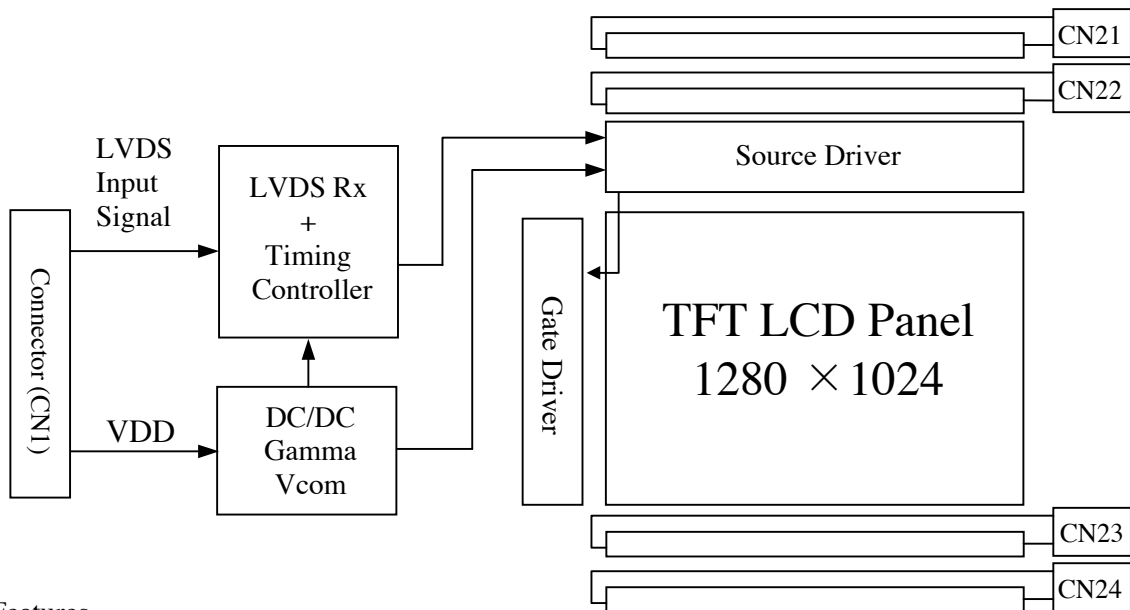 CN21
CN22
LVDS
Input
Signal
LVDS Rx
+
Timing
Controller
Source Driver
Connector (CN1)
Gate Driver
TFT LCD Panel
1280 × 1024
VDD
DC/DC
Gamma
Vcom
CN23
CN24